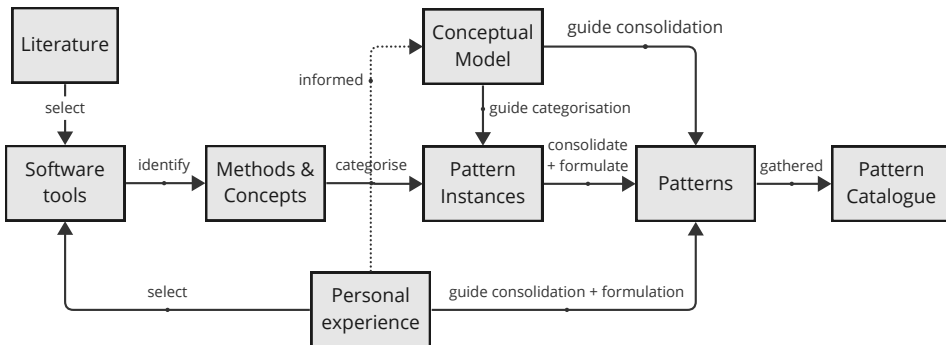 Literature
Conceptual
Model
guide consolidation
informed
select
guide categorisation
Software
tools
identify
Methods &
Concepts
categorise
Pattern
Instances
consolidate
+ formulate
Patterns
gathered
Pattern
Catalogue
select
Personal
experience
guide consolidation + formulation